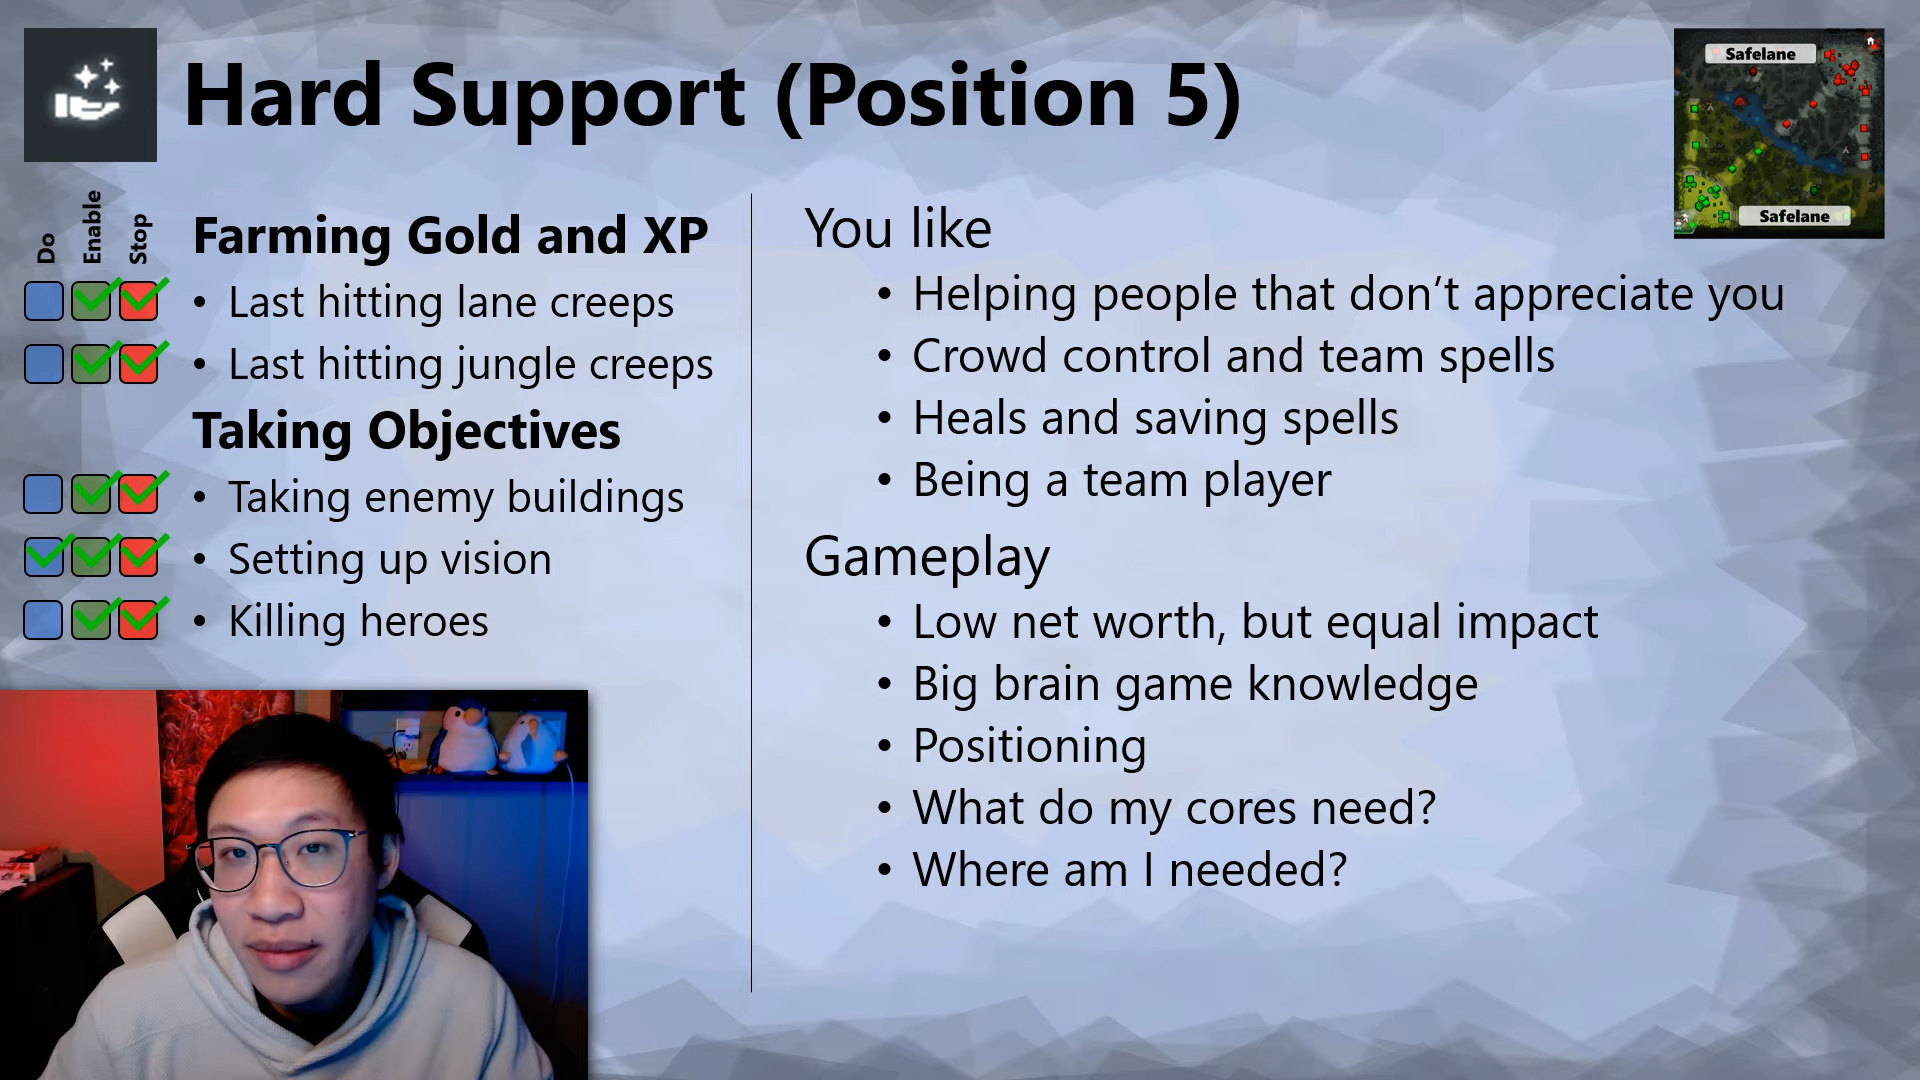 Hard Support (Position 5)
Safelane
Safelane
Do
Enable
Stop
Farming Gold and XP
• Last hitting lane creeps
• Last hitting jungle creeps
Taking Objectives
• Taking enemy buildings
• Setting up vision
• Killing heroes
You like
• Helping people that don’t appreciate you
• Crowd control and team spells
• Heals and saving spells
• Being a team player
Gameplay
• Low net worth, but equal impact
• Big brain game knowledge
• Positioning
• What do my cores need?
• Where am I needed?